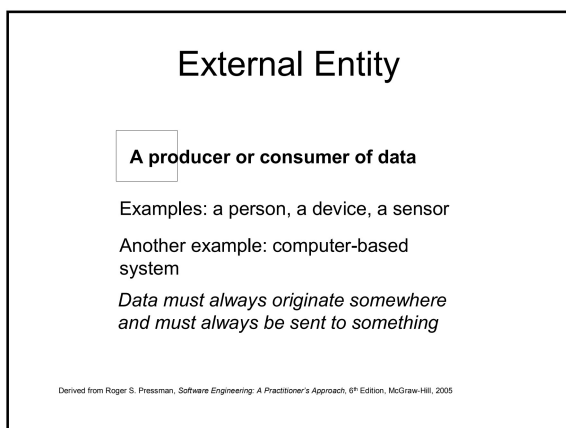 External Entity
A producer or consumer of data
Examples: a person, a device, a sensor
Another example: computer-based
system
Data must always originate somewhere
and must always be sent to something
Derived from Roger S. Pressman, Software Engineering: A Practitioner's Approach, 6th Edition, McGraw-Hill, 2005